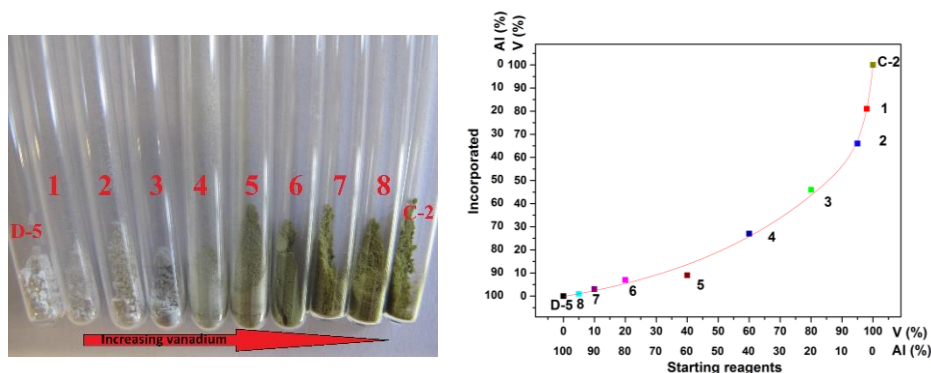 1 2 3 4 5 6 7 8
D-5
C-2
Increasing vanadium
Al (%)
V (%)
0 100
10 90
20 80
30 70
40 60
50 50
60 40
70 30
80 20
90 10
100 0
Incorporated
C-2
1
2
3
4
5
6
7
8
D-5
0 10 20 30 40 50 60 70 80 90 100 V (%)
100 90 80 70 60 50 40 30 20 10 0 Al (%)
Starting reagents